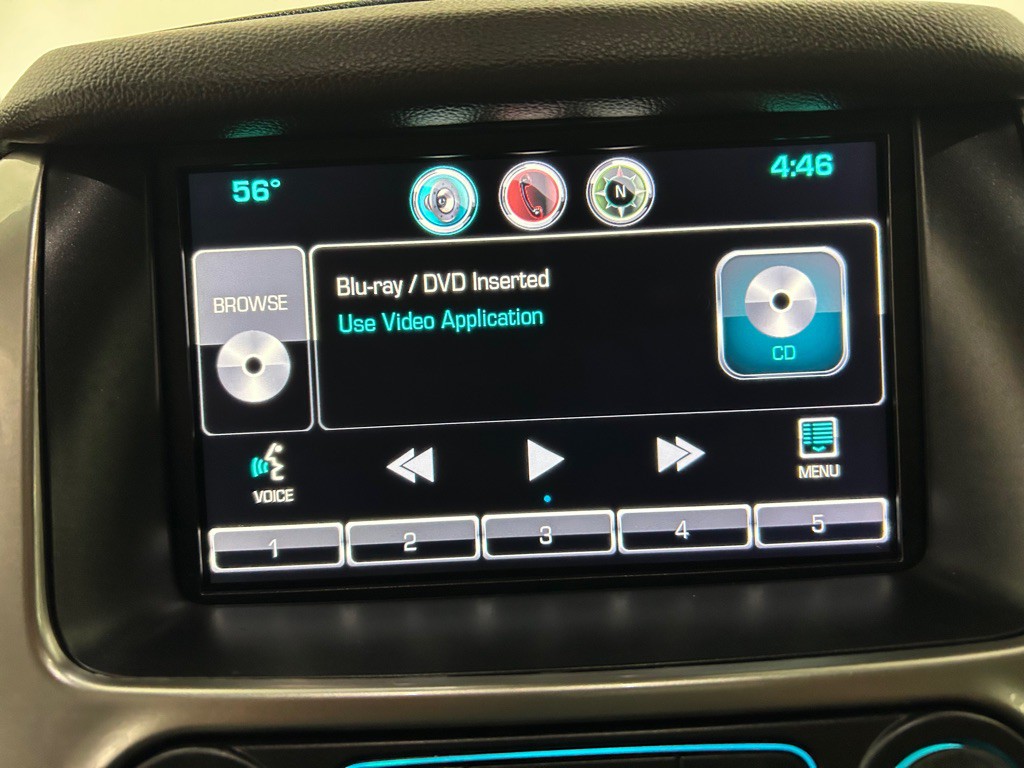 56°
N
4:46
BROWSE
Blu-ray / DVD Inserted
Use Video Application
CD
VOICE
MENU
1
2
3
4
5